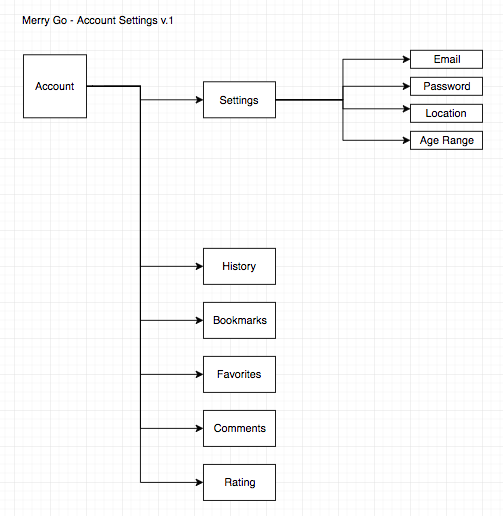 Merry Go - Account Settings v.1
Account
Settings
Email
Password
Location
Age Range
History
Bookmarks
Favorites
Comments
Rating